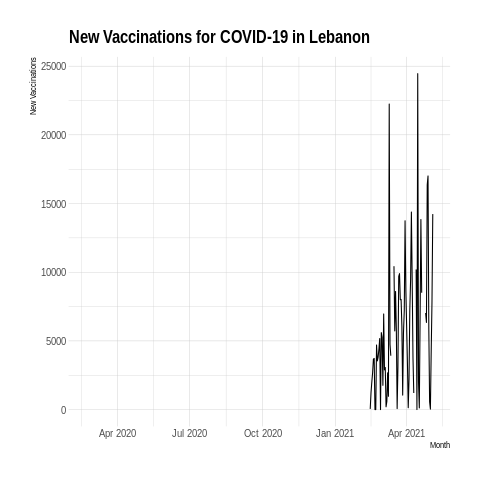 New Vaccinations for COVID-19 in Lebanon
New Vaccinations
25000
20000
15000
10000
5000
0
Apr 2020 Jul 2020 Oct 2020 Jan 2021 Apr 2021
Month